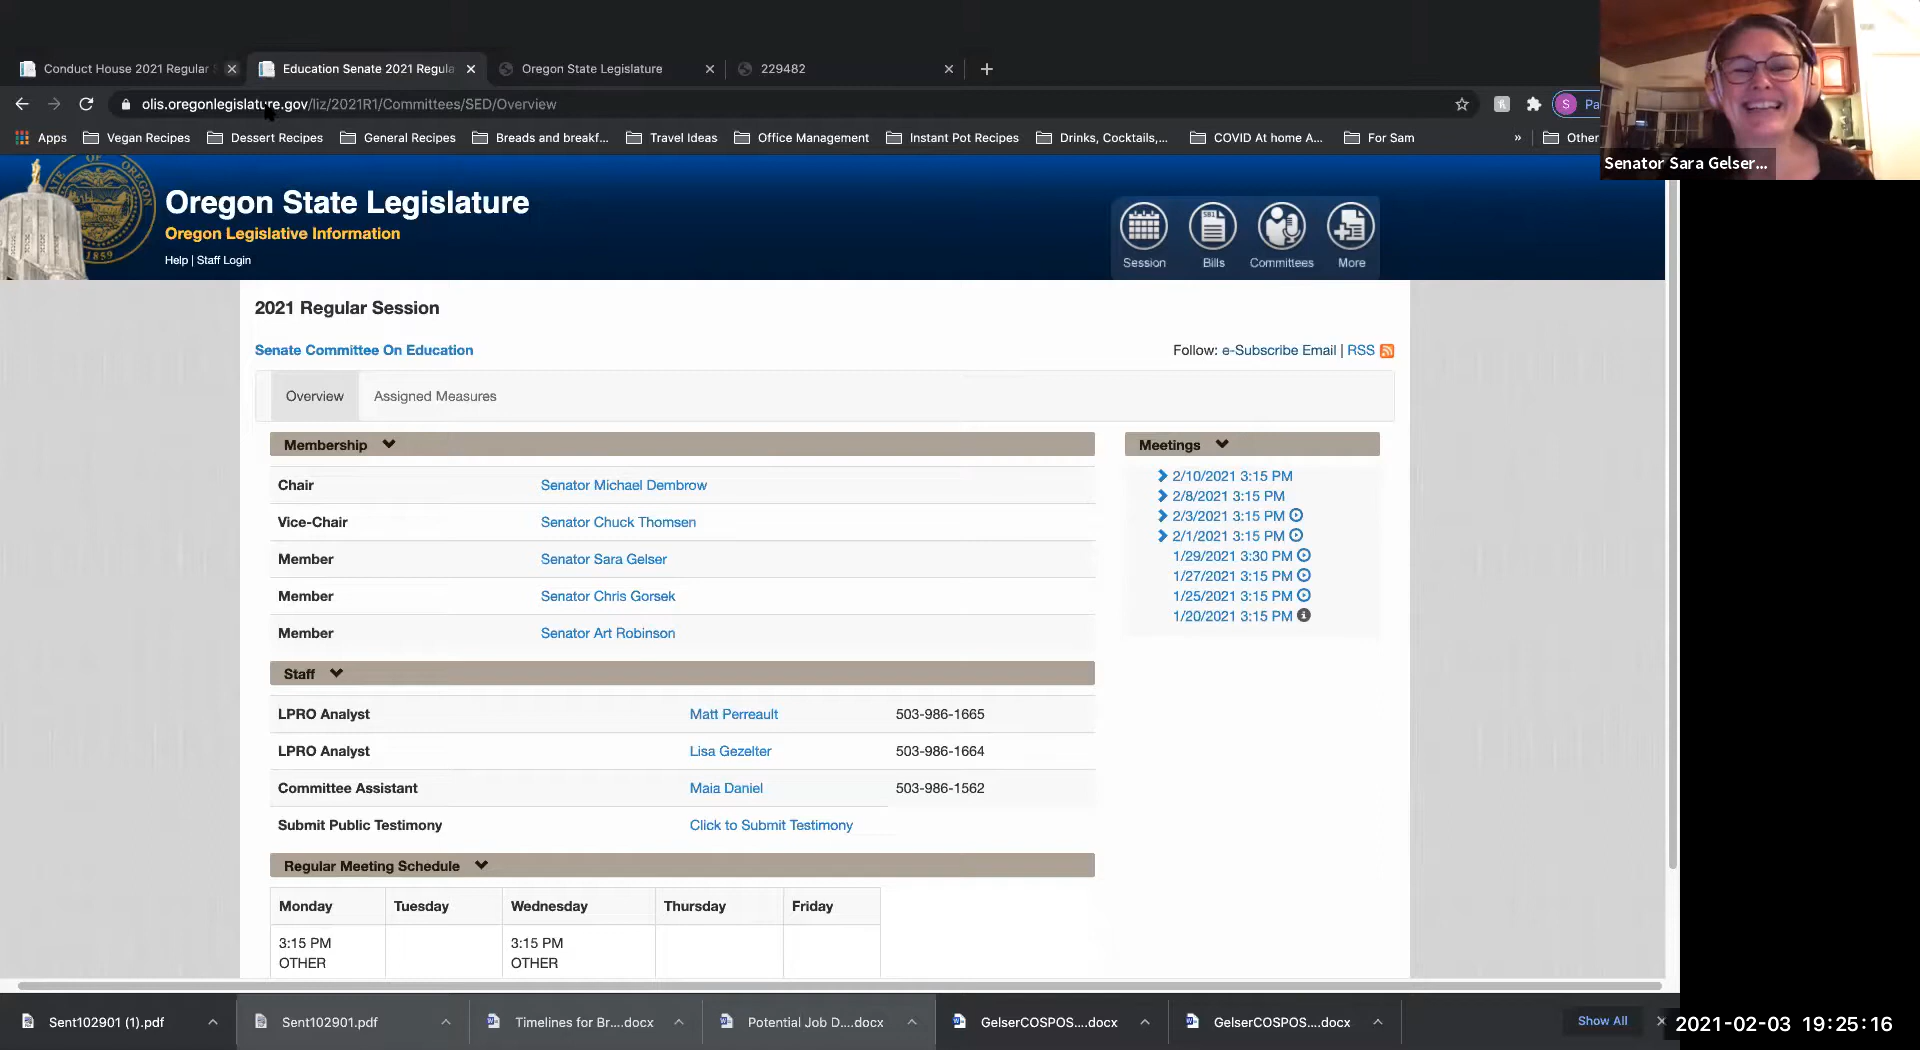 Conduct House 2021 Regular
Education Senate 2021 Regula
Oregon State Legislature
229482
olis.oregonlegislature.gov/liz/2021R1/Committees/SED/Overview
S
Pa
Apps
Vegan Recipes
Dessert Recipes
General Recipes
Breads and breakf...
Travel Ideas
Office Management
Instant Pot Recipes
Drinks, Cocktails,...
COVID At home A...
For Sam
»
Other
Senator Sara Gelser...
Oregon State Legislature
Oregon Legislative Information
Help | Staff Login
1859
Session
Bills
Committees
More
2021 Regular Session
Senate Committee On Education
Follow: e-Subscribe Email | RSS
Overview
Assigned Measures
Membership
Chair Senator Michael Dembrow
Vice-Chair Senator Chuck Thomsen
Member Senator Sara Gelser
Member Senator Chris Gorsek
Member Senator Art Robinson
Meetings
2/10/2021 3:15 PM
2/8/2021 3:15 PM
2/3/2021 3:15 PM
2/1/2021 3:15 PM
1/29/2021 3:30 PM
1/27/2021 3:15 PM
1/25/2021 3:15 PM
1/20/2021 3:15 PM
Staff
LPRO Analyst Matt Perreault 503-986-1665
LPRO Analyst Lisa Gezelter 503-986-1664
Committee Assistant Maia Daniel 503-986-1562
Submit Public Testimony Click to Submit Testimony
Regular Meeting Schedule
Monday Tuesday Wednesday Thursday Friday
3:15 PM 3:15 PM
OTHER OTHER
Sent102901 (1).pdf
Sent102901.pdf
Timelines for Br....docx
Potential Job D....docx
GelserCOSPOS....docx
GelserCOSPOS....docx
Show All
2021-02-03 19:25:16